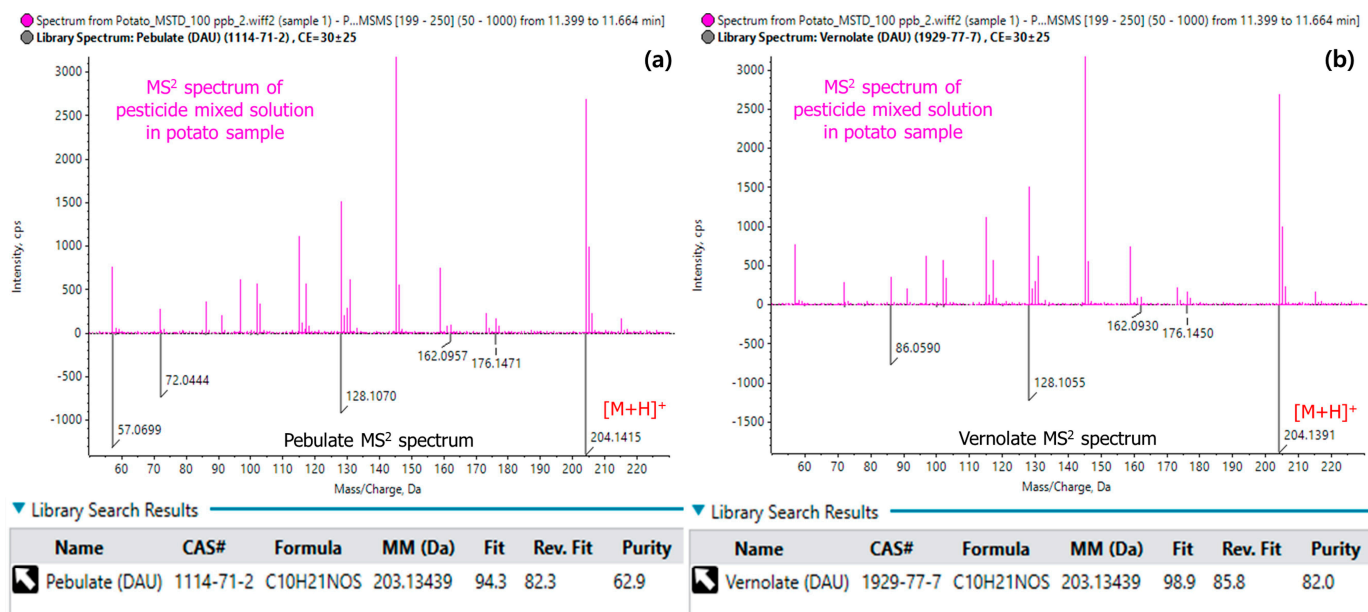 Spectrum from Potato_MSTD_100 ppb_2.wiff2 (sample 1) - P...MSMS [199 - 250] (50 - 1000) from 11.399 to 11.664 min]
Library Spectrum: Pebulate (DAU) (1114-71-2) , CE=30±25
(a)
MS² spectrum of
pesticide mixed solution
in potato sample
3000
2500
2000
1500
1000
500
0
-500
-1000
Intensity, cps
57.0699
72.0444
128.1070
162.0957
176.1471
[M+H]⁺
204.1415
Pebulate MS² spectrum
60 70 80 90 100 110 120 130 140 150 160 170 180 190 200 210 220
Mass/Charge, Da
Library Search Results
Name CAS# Formula MM (Da) Fit Rev. Fit Purity
Pebulate (DAU) 1114-71-2 C10H21NOS 203.13439 94.3 82.3 62.9
Spectrum from Potato_MSTD_100 ppb_2.wiff2 (sample 1) - P...MSMS [199 - 250] (50 - 1000) from 11.399 to 11.664 min]
Library Spectrum: Vernolate (DAU) (1929-77-7) , CE=30±25
(b)
MS² spectrum of
pesticide mixed solution
in potato sample
3000
2500
2000
1500
1000
500
0
-500
-1000
-1500
Intensity, cps
86.0590
128.1055
162.0930
176.1450
[M+H]⁺
204.1391
Vernolate MS² spectrum
60 70 80 90 100 110 120 130 140 150 160 170 180 190 200 210 220
Mass/Charge, Da
Library Search Results
Name CAS# Formula MM (Da) Fit Rev. Fit Purity
Vernolate (DAU) 1929-77-7 C10H21NOS 203.13439 98.9 85.8 82.0